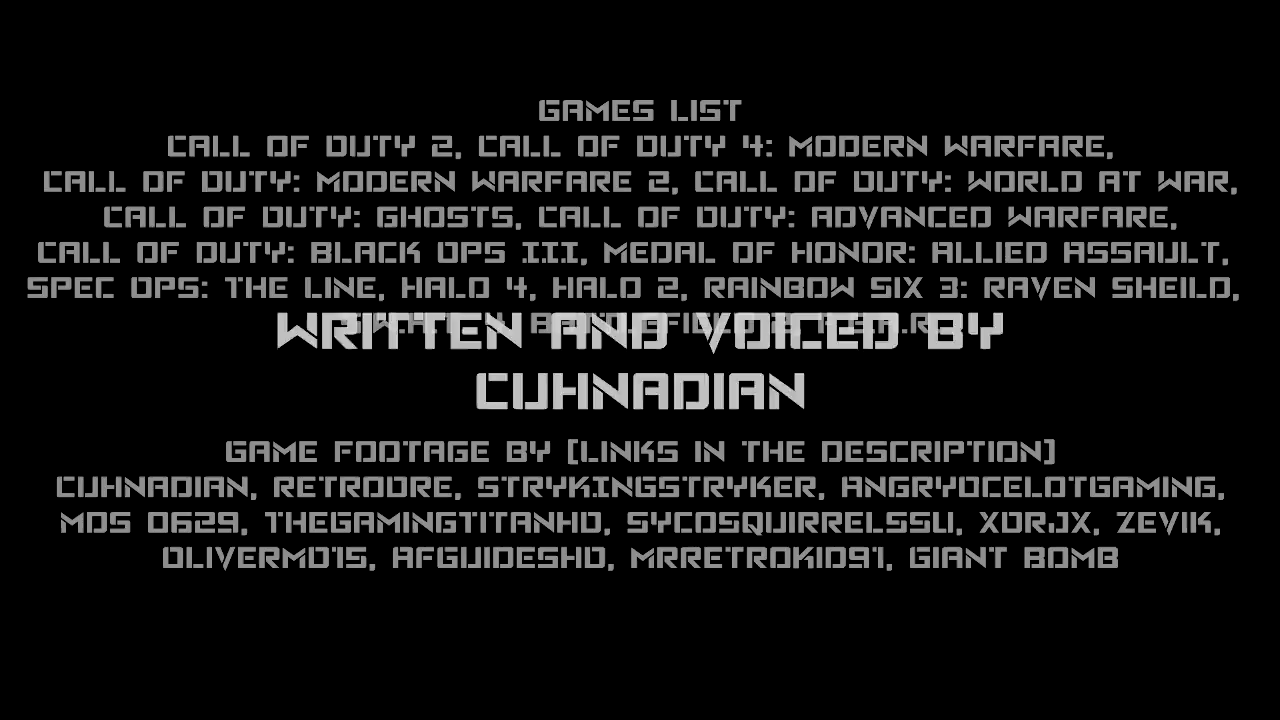 GAMES LIST
CALL OF DUTY 2, CALL OF DUTY 4: MODERN WARFARE,
CALL OF DUTY: MODERN WARFARE 2, CALL OF DUTY: WORLD AT WAR,
CALL OF DUTY: GHOSTS, CALL OF DUTY: ADVANCED WARFARE,
CALL OF DUTY: BLACK OPS III, MEDAL OF HONOR: ALLIED ASSAULT,
SPEC OPS: THE LINE, HALO 4, HALO 2, RAINBOW SIX 3: RAVEN SHEILD,
WRITTEN AND VOICED BY
CUHNADIAN
GAME FOOTAGE BY [LINKS IN THE DESCRIPTION]
CUHNADIAN, RETRODRE, STRYKINGSTRYKER, ANGRYOCELOTGAMING,
MDS 0629, THEGAMINGTITANHD, SYCOSQUIRRELSSU, XDRJX, ZEVIK,
OLIVERMD15, AFGUIDESHD, MRRETROKID91, GIANT BOMB